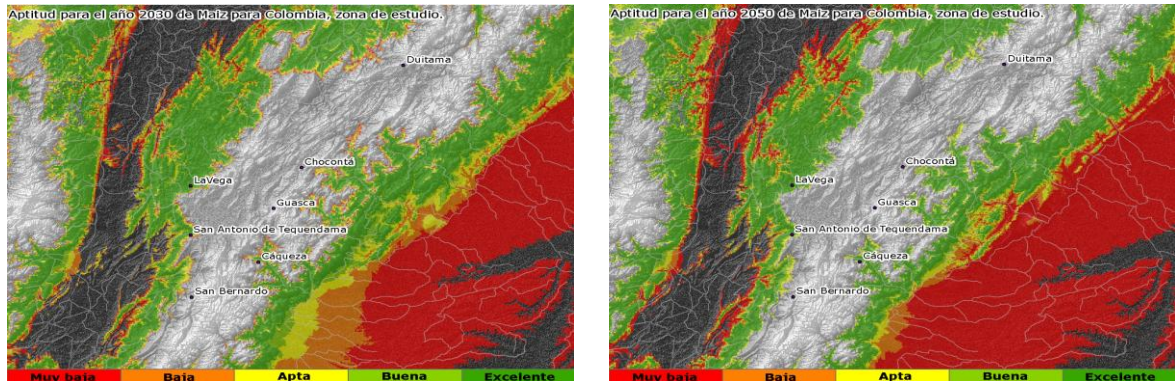 Aptitud para el año 2030 de Maiz para Colombia, zona de estudio.
Duitama
Chocontá
LaVega
Guasca
San Antonio de Tequendama
Cáqueza
San Bernardo
Muy baja Baja Apta Buena Excelente
Aptitud para el año 2050 de Maiz para Colombia, zona de estudio.
Duitama
Chocontá
LaVega
Guasca
San Antonio de Tequendama
Cáqueza
San Bernardo
Muy baja Baja Apta Buena Excelente